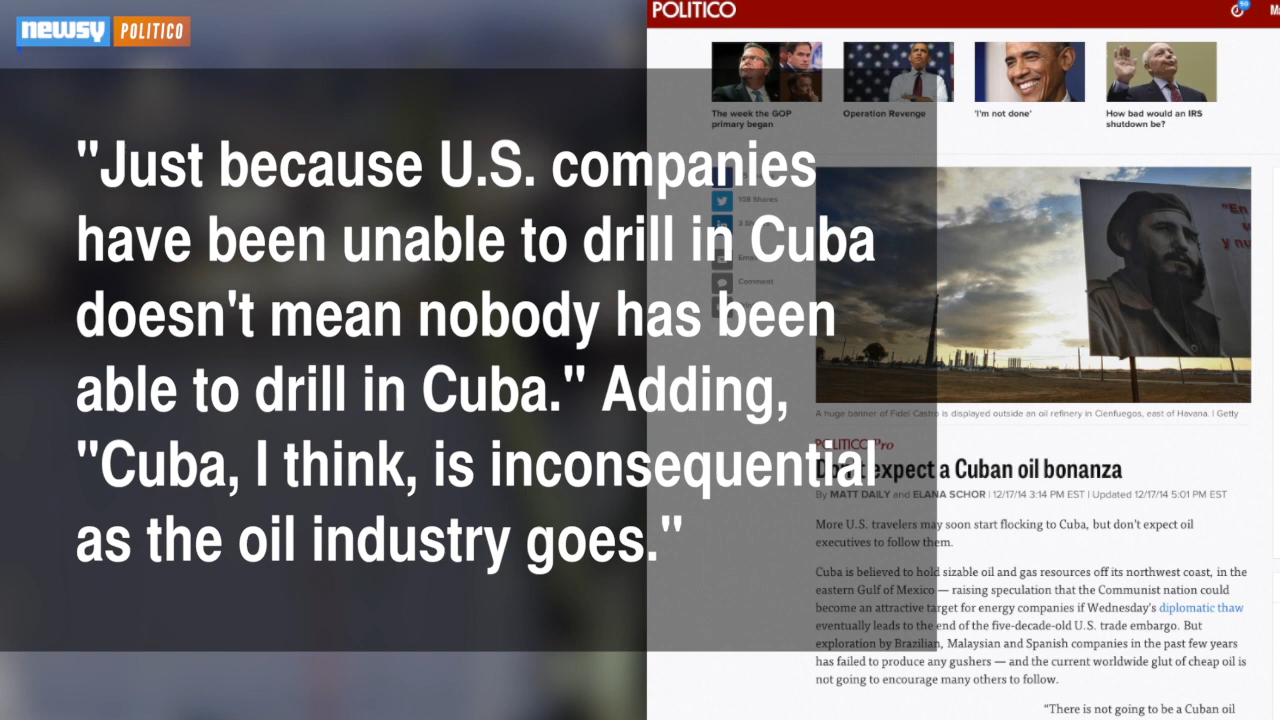 newsy POLITICO
"Just because U.S. companies
have been unable to drill in Cuba
doesn't mean nobody has been
able to drill in Cuba." Adding,
"Cuba, I think, is inconsequential
as the oil industry goes."
POLITICO
50
The week the GOP
primary began
Operation Revenge
'I'm not done'
How bad would an IRS
shutdown be?
108 Shares
Comment
"En
A huge banner of Fidel Castro is displayed outside an oil refinery in Cienfuegos, east of Havana. | Getty
POLITICO Pro
Don't expect a Cuban oil bonanza
By MATT DAILY and ELANA SCHOR | 12/17/14 3:14 PM EST | Updated 12/17/14 5:01 PM EST
More U.S. travelers may soon start flocking to Cuba, but don't expect oil
executives to follow them.
Cuba is believed to hold sizable oil and gas resources off its northwest coast, in the
eastern Gulf of Mexico — raising speculation that the Communist nation could
become an attractive target for energy companies if Wednesday's diplomatic thaw
eventually leads to the end of the five-decade-old U.S. trade embargo. But
exploration by Brazilian, Malaysian and Spanish companies in the past few years
has failed to produce any gushers — and the current worldwide glut of cheap oil is
not going to encourage many others to follow.
"There is not going to be a Cuban oil